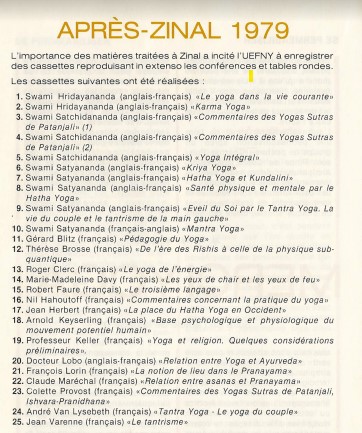 APRÈS-ZINAL 1979
L'importance des matières traitées à Zinal a incité l'UEFNY à enregistrer
des cassettes reproduisant in extenso les conférences et tables rondes.
Les cassettes suivantes ont été réalisées :
1. Swami Hridayananda (anglais-français) «Le yoga dans la vie courante»
2. Swami Hridayananda (anglais-français) «Karma Yoga»
3. Swami Satchidananda (anglais-français) «Commentaires des Yogas Sutras
de Patanjali» (1)
4. Swami Satchidananda (anglais-français) «Commentaires des Yogas Sutras
de Patanjali» (2)
5. Swami Satchidananda (anglais-français) «Yoga Intégral»
6. Swami Satyananda (anglais-français) «Kriya Yoga»
7. Swami Satyananda (anglais-français) «Hatha Yoga et Kundalini»
8. Swami Satyananda (anglais-français) «Santé physique et mentale par le
Hatha Yoga»
9. Swami Satyananda (anglais-français) «Eveil du Soi par le Tantra Yoga. La
vie du couple et le tantrisme de la main gauche»
10. Swami Satyananda (français-anglais) «Mantra Yoga»
11. Gérard Blitz (français) «Pédagogie du Yoga»
12. Thérèse Brosse (français) «De l'ère des Rishis à celle de la physique sub-
quantique»
13. Roger Clerc (français) «Le yoga de l'énergie»
14. Marie-Madeleine Davy (français) «Les yeux de chair et les yeux de feu»
15. Robert Faure (français) «Le troisième langage»
16. Nil Hahoutoff (français) «Commentaires concernant la pratique du yoga»
17. Jean Herbert (français) «La place du Hatha Yoga en Occident»
18. Arnold Keyserling (français) «Base psychologique et physiologique du
mouvement potentiel humain»
19. Professeur Keller (français) «Yoga et religion. Quelques considérations
préliminaires».
20. Docteur Lobo (anglais-français) «Relation entre Yoga et Ayurveda»
21. François Lorin (français) «La notion de lieu dans le Pranayama»
22. Claude Maréchal (français) «Relation entre asanas et Pranayama»
23. Colette Provost (français) «Commentaires des Yogas Sutras de Patanjali,
Ishvara-Pranidhana»
24. André Van Lysebeth (français) «Tantra Yoga - Le yoga du couple»
25. Jean Varenne (français) «Le tantrisme»